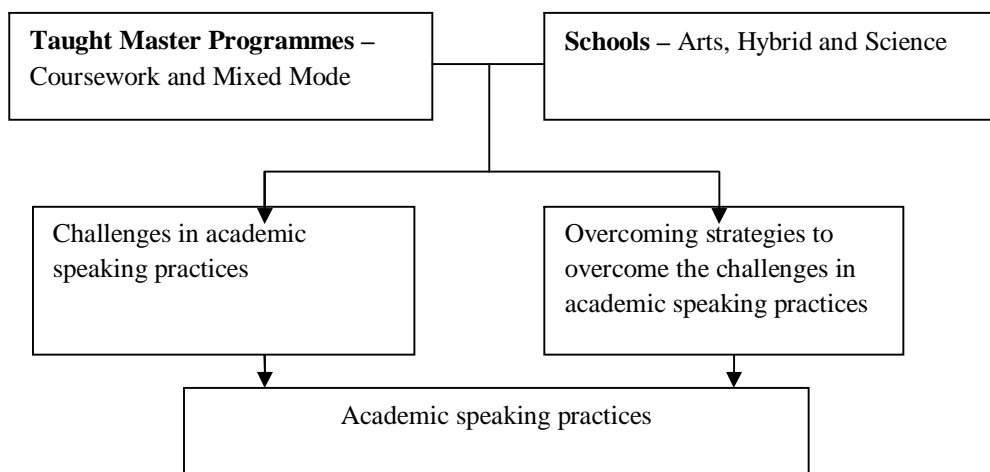 Taught Master Programmes –
Coursework and Mixed Mode
Schools – Arts, Hybrid and Science
Challenges in academic
speaking practices
Overcoming strategies to
overcome the challenges in
academic speaking practices
Academic speaking practices